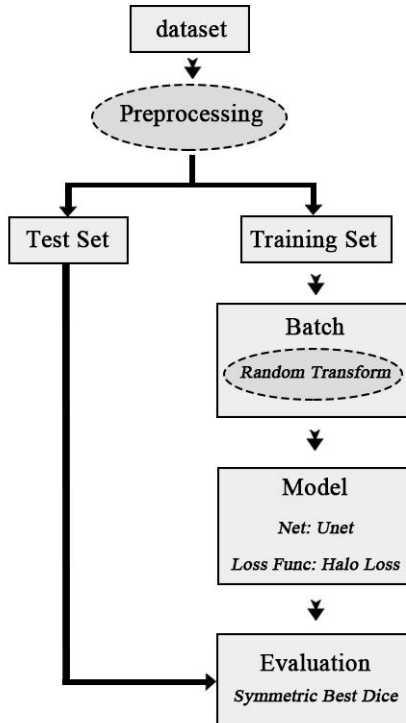 dataset
Preprocessing
Test Set
Training Set
Batch
Random Transform
Model
Net: Unet
Loss Func: Halo Loss
Evaluation
Symmetric Best Dice